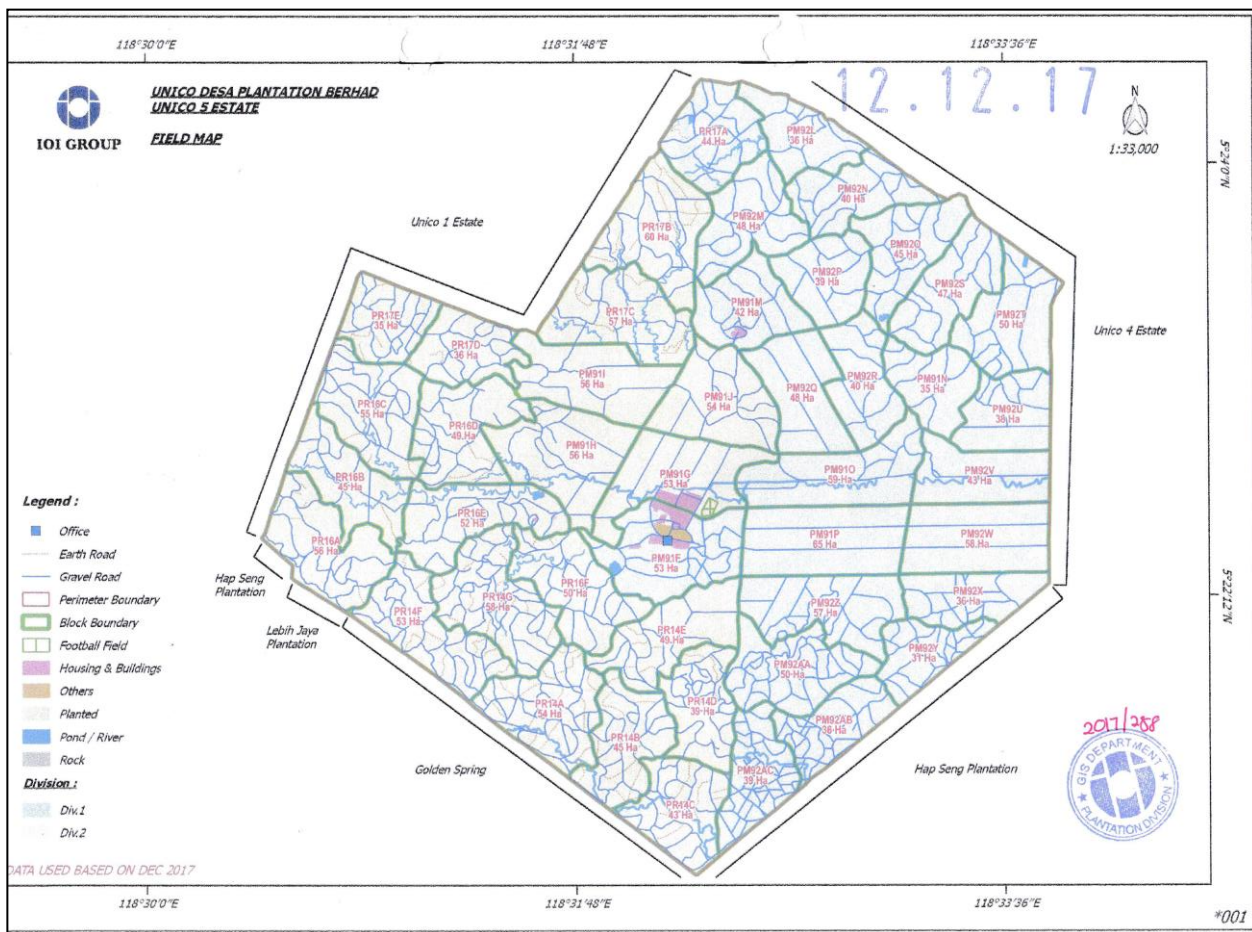 118°30'0"E
118°31'48"E
118°33'36"E
IOI GROUP
UNICO DESA PLANTATION BERHAD
UNICO 5 ESTATE
FIELD MAP
12.12.17
N
1:33,000
5°24'0"N
5°22'12"N
Unico 1 Estate
Unico 4 Estate
Hap Seng
Plantation
Lebih Jaya
Plantation
Golden Spring
Hap Seng Plantation
PR17A
44 Ha
PM92L
36 Ha
PM92N
40 Ha
PM92M
48 Ha
PR17B
60 Ha
PM92O
45 Ha
PM92P
39 Ha
PM92S
47 Ha
PM92T
50 Ha
PM91M
42 Ha
PR17C
57 Ha
PR17E
35 Ha
PR17D
36 Ha
PM91I
56 Ha
PM91J
54 Ha
PM92Q
48 Ha
PM92R
40 Ha
PM91N
35 Ha
PM92U
38 Ha
PR16C
55 Ha
PR16D
49 Ha
PM91H
56 Ha
PM91G
53 Ha
PM91O
59 Ha
PM92V
43 Ha
PR16B
45 Ha
PR16E
52 Ha
PR16A
56 Ha
PM91F
53 Ha
PM91P
65 Ha
PM92W
58 Ha
PR14F
53 Ha
PR14G
58 Ha
PR16F
50 Ha
PR14E
49 Ha
PM92Z
57 Ha
PM92X
36 Ha
PM92Y
31 Ha
PM92AA
50 Ha
PR14A
54 Ha
PR14B
45 Ha
PR14D
39 Ha
PM92AB
36 Ha
PM92AC
39 Ha
PR14C
43 Ha
Legend :
Office
Earth Road
Gravel Road
Perimeter Boundary
Block Boundary
Football Field
Housing & Buildings
Others
Planted
Pond / River
Rock
Division :
Div.1
Div.2
2017/288
GIS DEPARTMENT
PLANTATION DIVISION
DATA USED BASED ON DEC 2017
118°30'0"E
118°31'48"E
118°33'36"E
*001